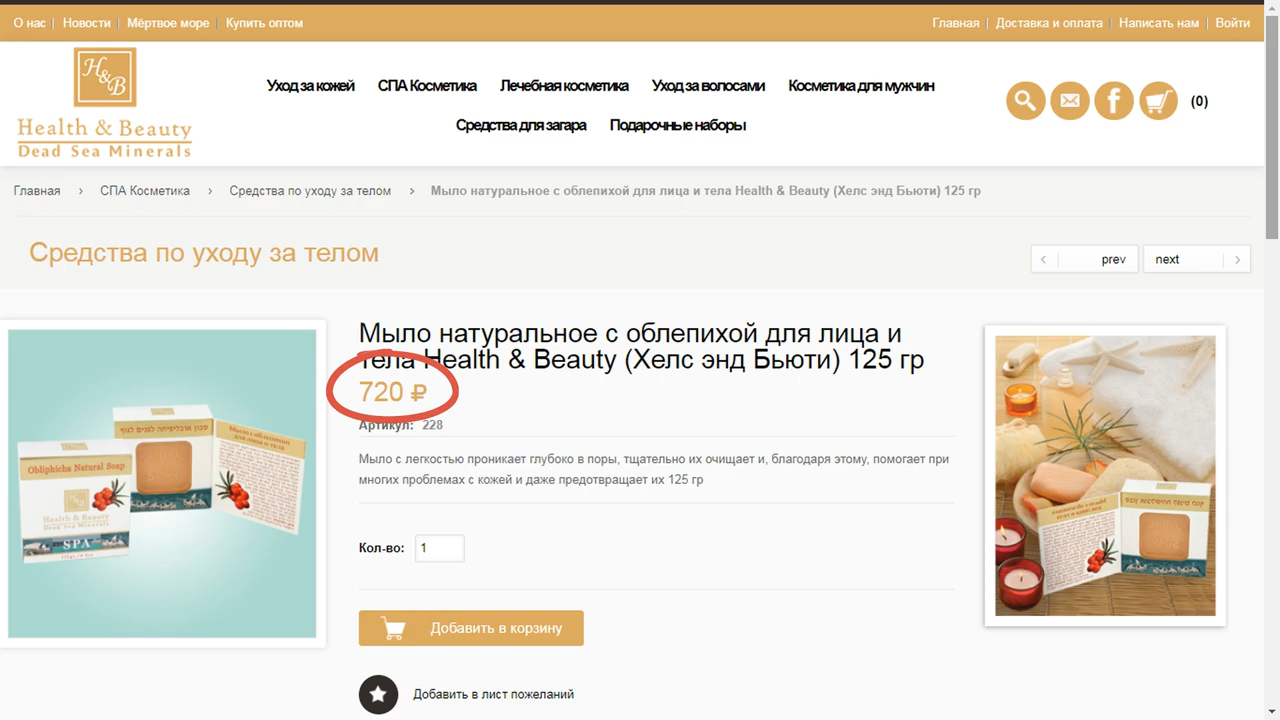 О нас
Новости
Мёртвое море
Купить оптом
Главная
Доставка и оплата
Написать нам
Войти
H&B
Health & Beauty
Dead Sea Minerals
Уход за кожей
СПА Косметика
Лечебная косметика
Уход за волосами
Косметика для мужчин
Средства для загара
Подарочные наборы
(0)
Главная › СПА Косметика › Средства по уходу за телом › Мыло натуральное с облепихой для лица и тела Health & Beauty (Хелс энд Бьюти) 125 гр
Средства по уходу за телом
prev
next
Мыло натуральное с облепихой для лица и
тела Health & Beauty (Хелс энд Бьюти) 125 гр
720 ₽
Артикул: 228
Мыло с легкостью проникает глубоко в поры, тщательно их очищает и, благодаря этому, помогает при
многих проблемах с кожей и даже предотвращает их 125 гр
Кол-во: 1
Добавить в корзину
Добавить в лист пожеланий
Obliphicha Natural Soap
Health & Beauty
Dead Sea Minerals
SPA
Мыло с облепихой
для лица и тела